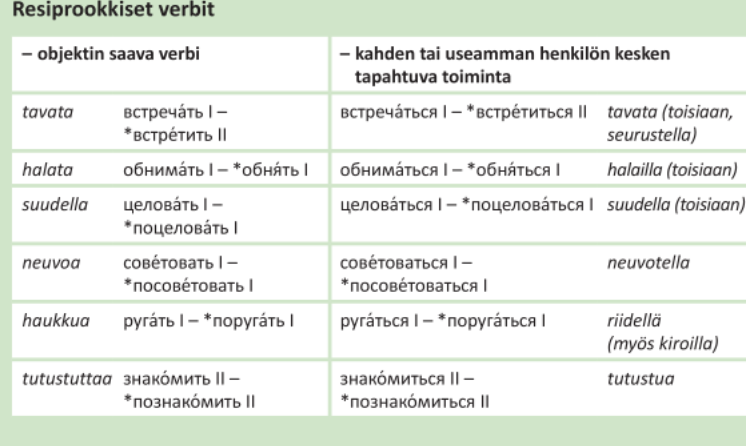 Resiprookkiset verbit
– objektin saava verbi
– kahden tai useamman henkilön kesken
tapahtuva toiminta
tavata встреча́ть I –
*встре́тить II
встреча́ться I – *встре́титься II tavata (toisiaan,
seurustella)
halata обнима́ть I – *обня́ть I
обнима́ться I – *обня́ться I halailla (toisiaan)
suudella целова́ть I –
*поцелова́ть I
целова́ться I – *поцелова́ться I suudella (toisiaan)
neuvoa сове́товать I –
*посове́товать I
сове́товаться I –
*посове́товаться I
neuvotella
haukkua руга́ть I – *поруга́ть I
руга́ться I – *поруга́ться I riidellä
(myös kiroilla)
tutustuttaa знако́мить II –
*познако́мить II
знако́миться II –
*познако́миться II
tutustua